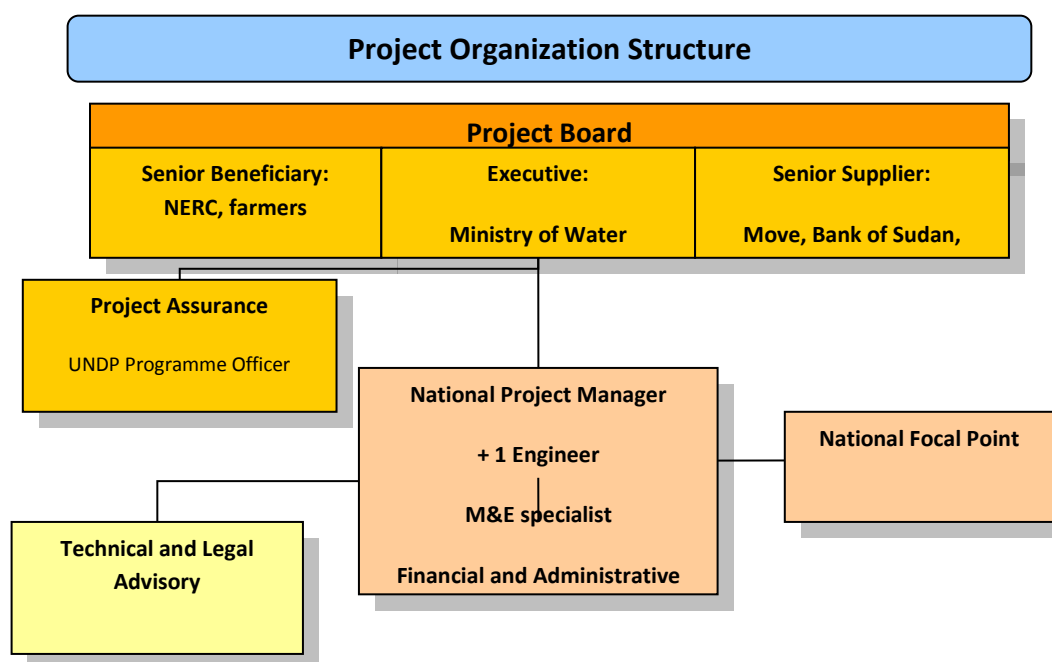 Project Organization Structure
Project Board
Senior Beneficiary:
NERC, farmers
Executive:
Ministry of Water
Senior Supplier:
Move, Bank of Sudan,
Project Assurance
UNDP Programme Officer
National Project Manager
+ 1 Engineer
M&E specialist
Financial and Administrative
National Focal Point
Technical and Legal
Advisory